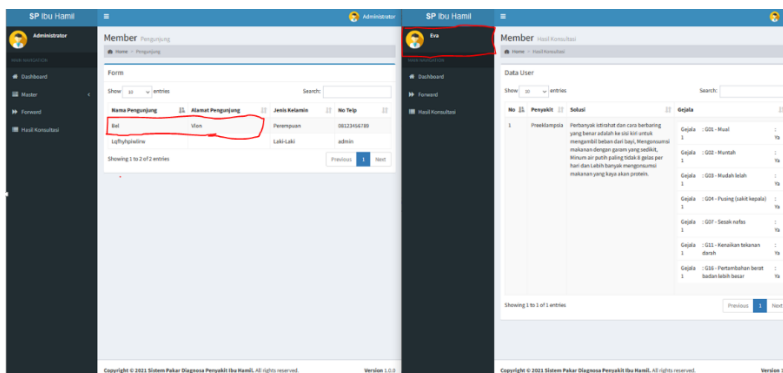 SP Ibu Hamil
Administrator
Administrator
MAIN NAVIGATION
Dashboard
Master
Forward
Hasil Konsultasi
Member Pengunjung
Home > Pengunjung
Form
Show 10 entries
Search:
Nama Pengunjung Alamat Pengunjung Jenis Kelamin No Telp
Bel Vion Perempuan
Laki-Laki admin
Showing 1 to 2 of 2 entries
Previous 1 Next
Copyright © 2021 Sistem Pakar Diagnosa Penyakit Ibu Hamil. All rights reserved.
Version 1.0.0
SP Ibu Hamil
Eva
MAIN NAVIGATION
Dashboard
Forward
Hasil Konsultasi
Member Hasil Konsultasi
Home > Hasil Konsultasi
Data User
Show 10 entries
Search:
No Penyakit Solusi Gejala
1 Preeklampsia Perbanyak istirahat dan cara berbaring
yang benar adalah ke sisi kiri untuk
mengambil beban dari bayi, Mengonsumsi
makanan dengan garam yang sedikit,
Minum air putih paling tidak 8 gelas per
hari dan Lebih banyak mengonsumsi
makanan yang kaya akan protein.
Gejala 1 : G01 - Mual : Ya
Gejala 1 : G02 - Muntah : Ya
Gejala 1 : G03 - Mudah lelah : Ya
Gejala 1 : G04 - Pusing (sakit kepala) : Ya
Gejala 1 : G07 - Sesak nafas : Ya
Gejala 1 : G11 - Kenaikan tekanan
darah : Ya
Gejala 1 : - Pertambahan berat
badan lebih besar : Ya
Showing 1 to 1 of 1 entries
Previous 1 Next
Copyright © 2021 Sistem Pakar Diagnosa Penyakit Ibu Hamil. All rights reserved.
Version 1